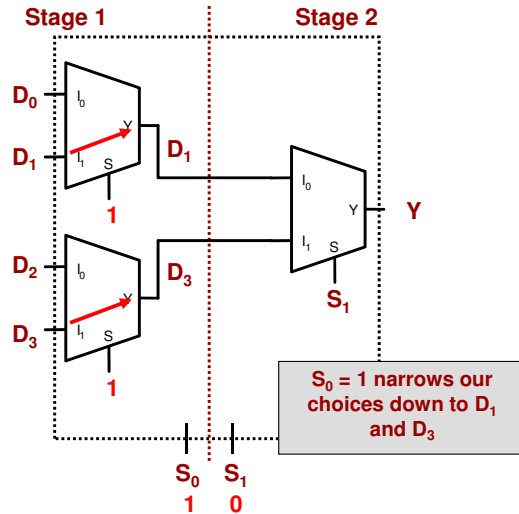 Stage 1
Stage 2
D₀
I₀
Y
D₁
I₁
S
D₁
1
I₀
Y
Y
I₁
S
S₁
D₂
I₀
Y
D₃
D₃
I₁
S
1
S₀ = 1 narrows our
choices down to D₁
and D₃
S₀
S₁
1
0